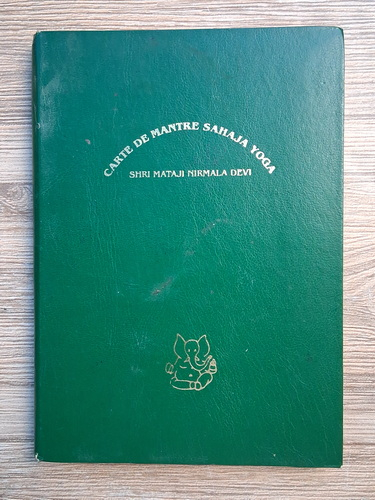 CARTE DE MANTRE SAHAJA YOGA
SHRI MATAJI NIRMALA DEVI